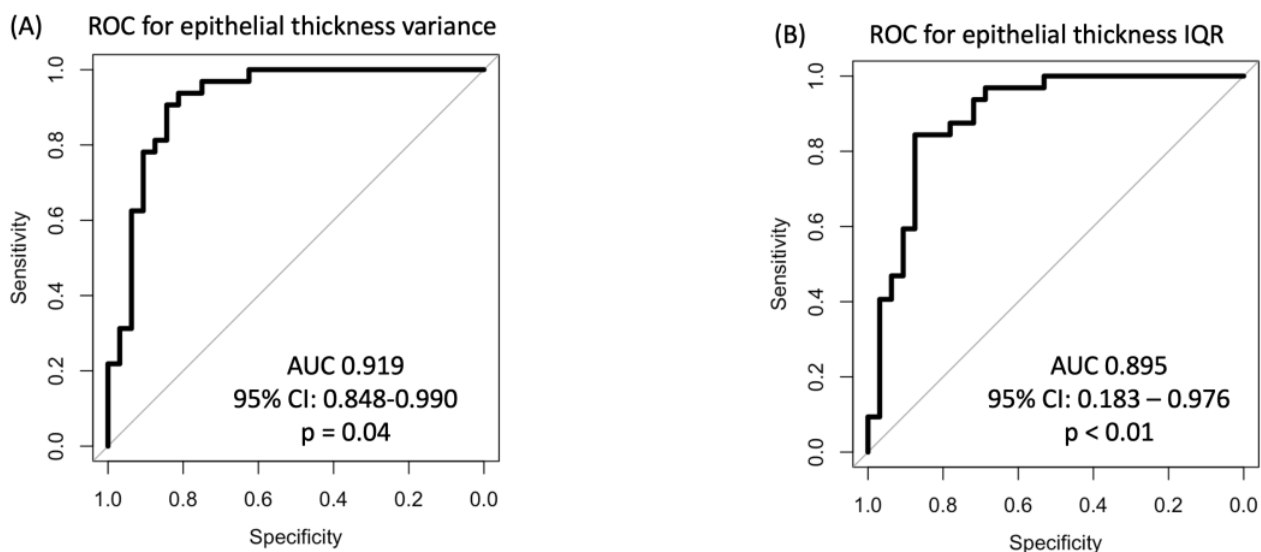 (A) ROC for epithelial thickness variance
Sensitivity
1.0
0.8
0.6
0.4
0.2
0.0
AUC 0.919
95% CI: 0.848-0.990
p = 0.04
1.0 0.8 0.6 0.4 0.2 0.0
Specificity
(B) ROC for epithelial thickness IQR
Sensitivity
1.0
0.8
0.6
0.4
0.2
0.0
AUC 0.895
95% CI: 0.183 – 0.976
p < 0.01
1.0 0.8 0.6 0.4 0.2 0.0
Specificity